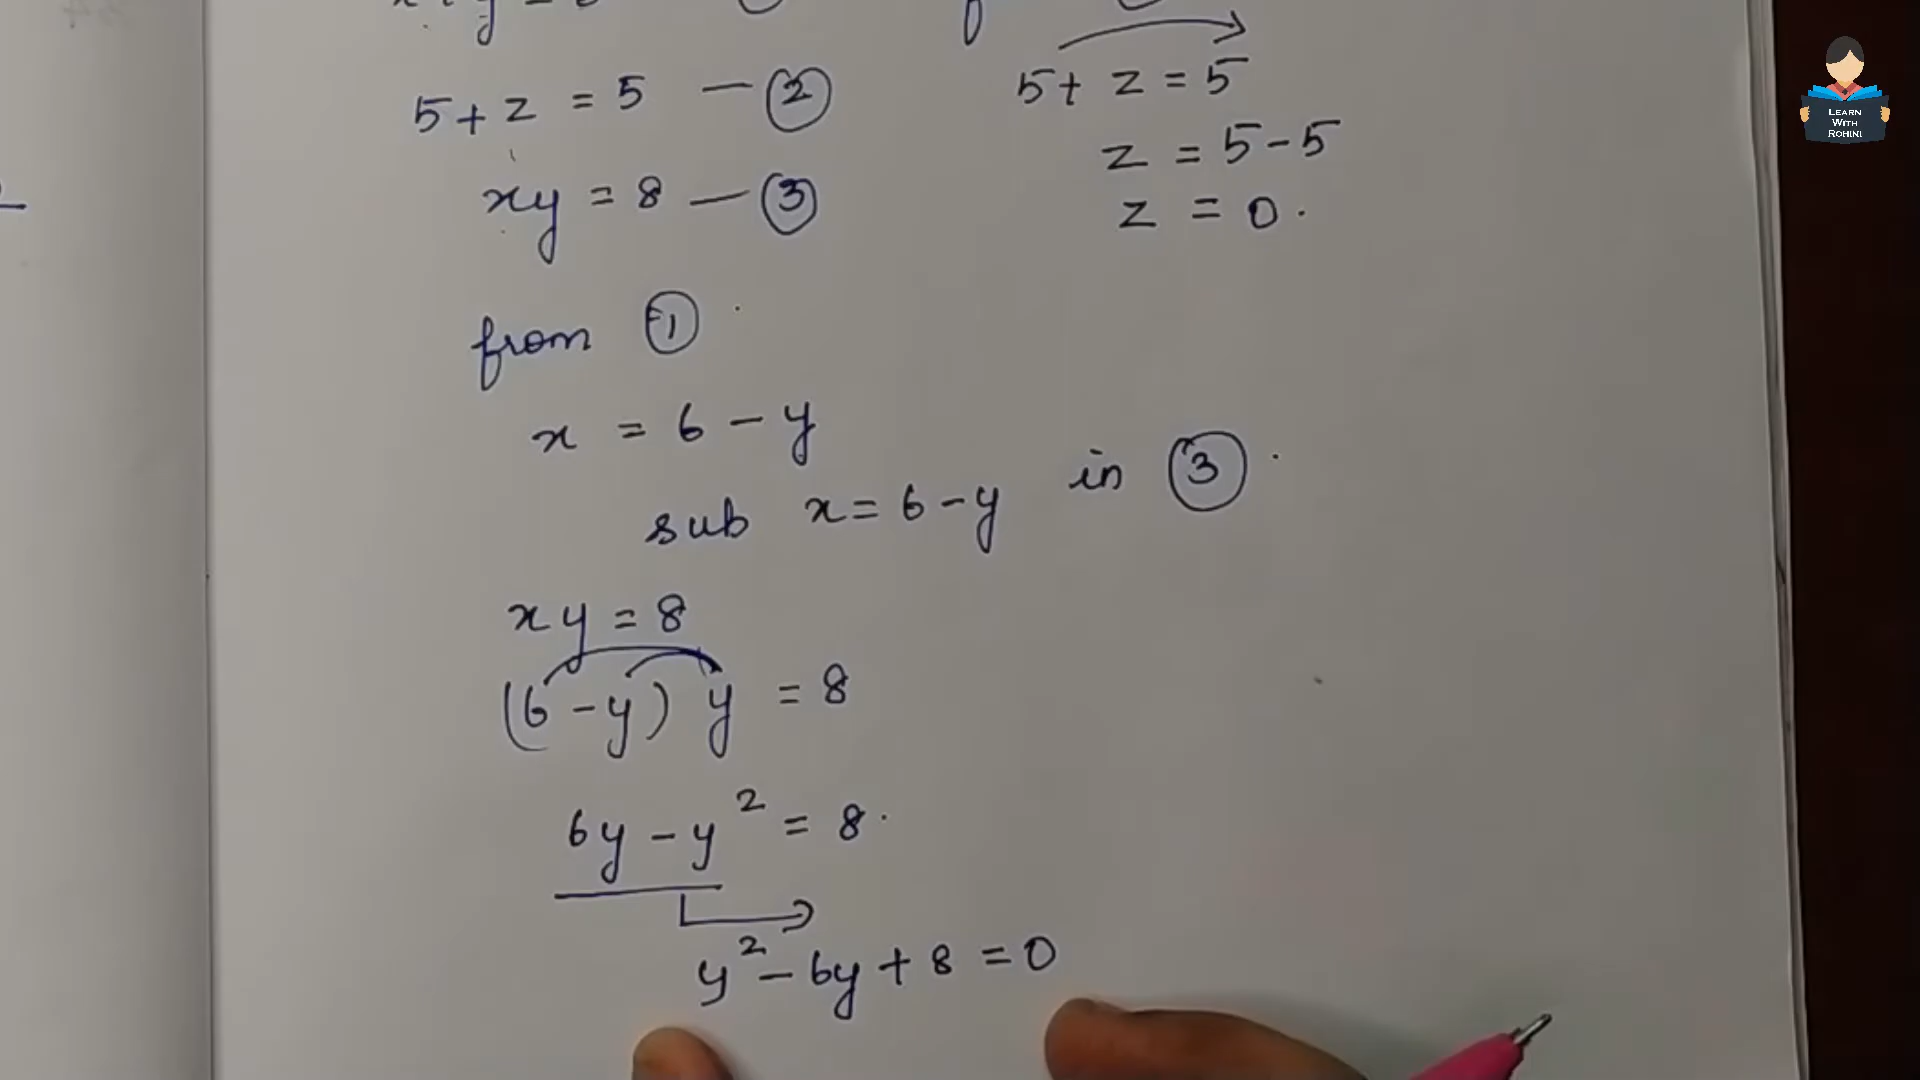 5 + z = 5 — ②
xy = 8 — ③
from ①
x = 6 - y
sub x = 6 - y in ③.
xy = 8
(6 - y) y = 8
6y - y² = 8.
y² - 6y + 8 = 0
5 + z = 5
z = 5 - 5
z = 0.
LEARN
WITH
ROHINI